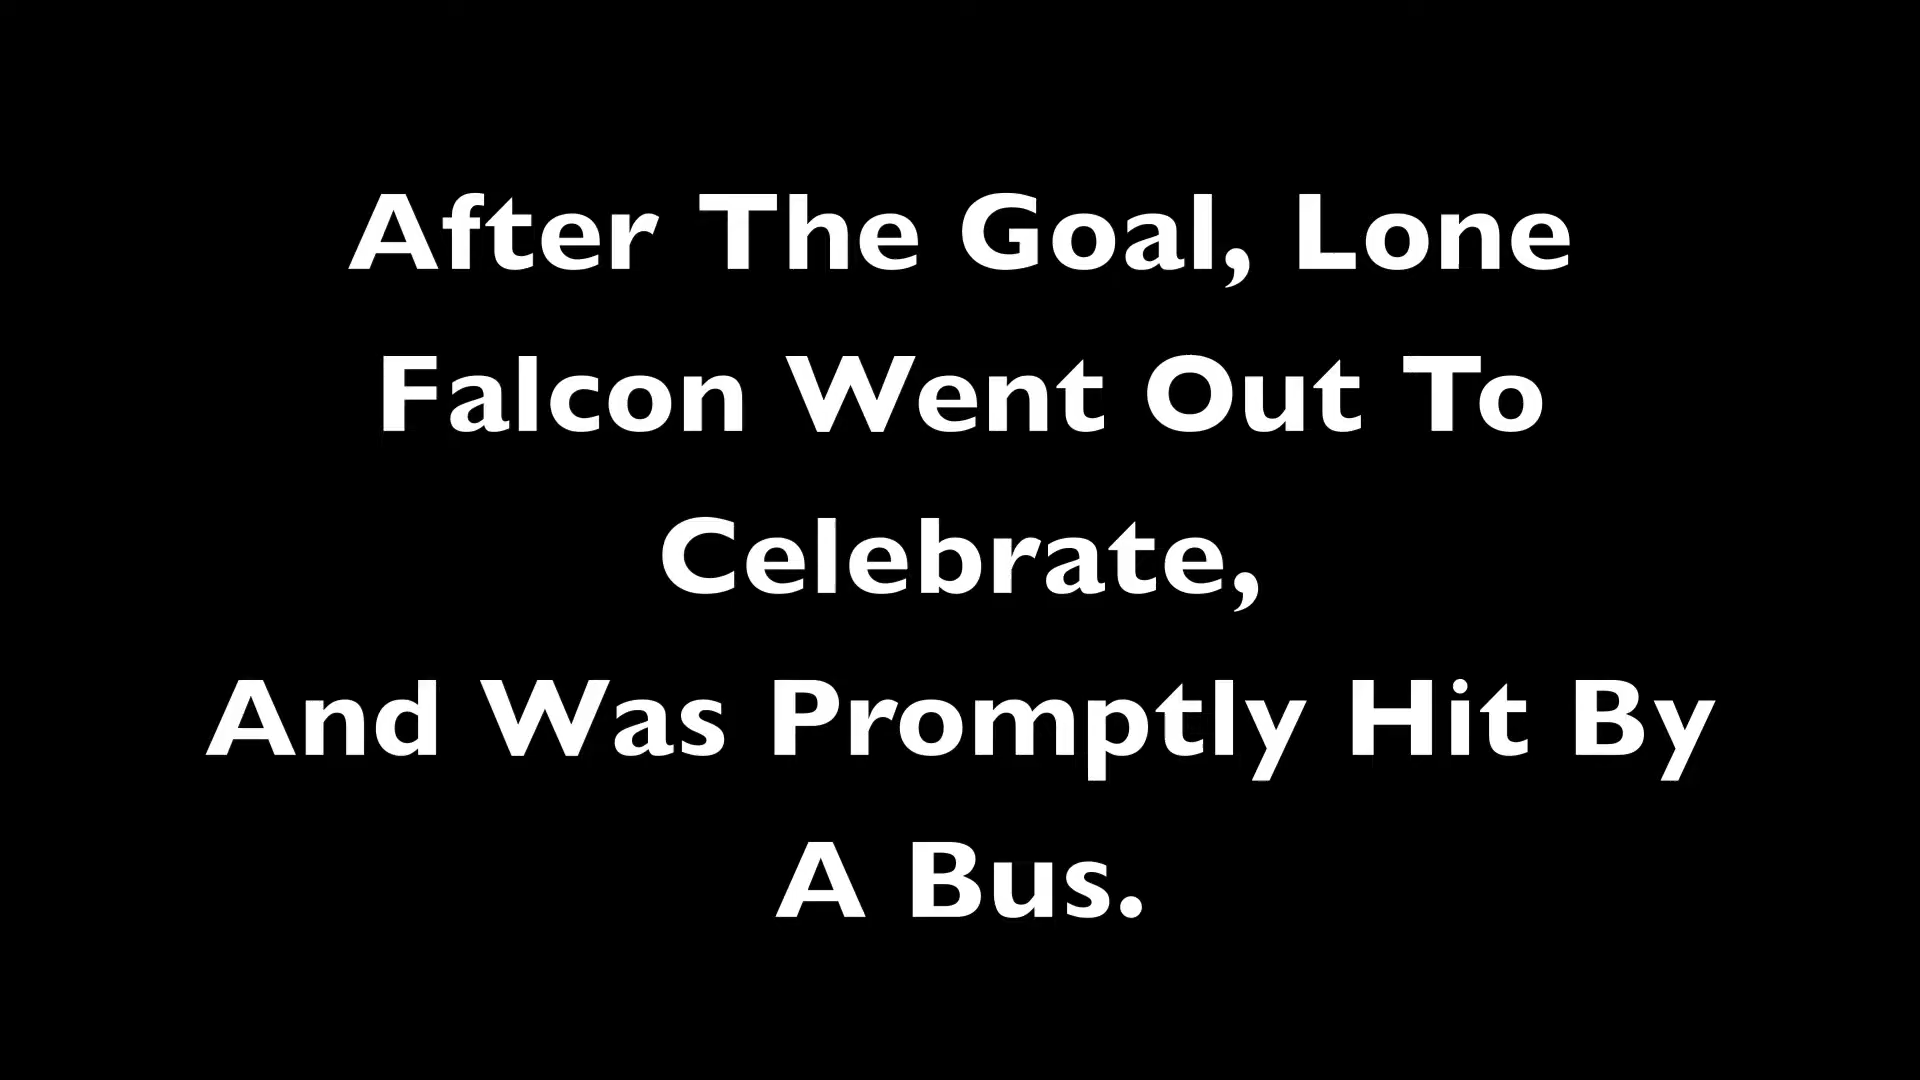 After The Goal, Lone
Falcon Went Out To
Celebrate,
And Was Promptly Hit By
A Bus.